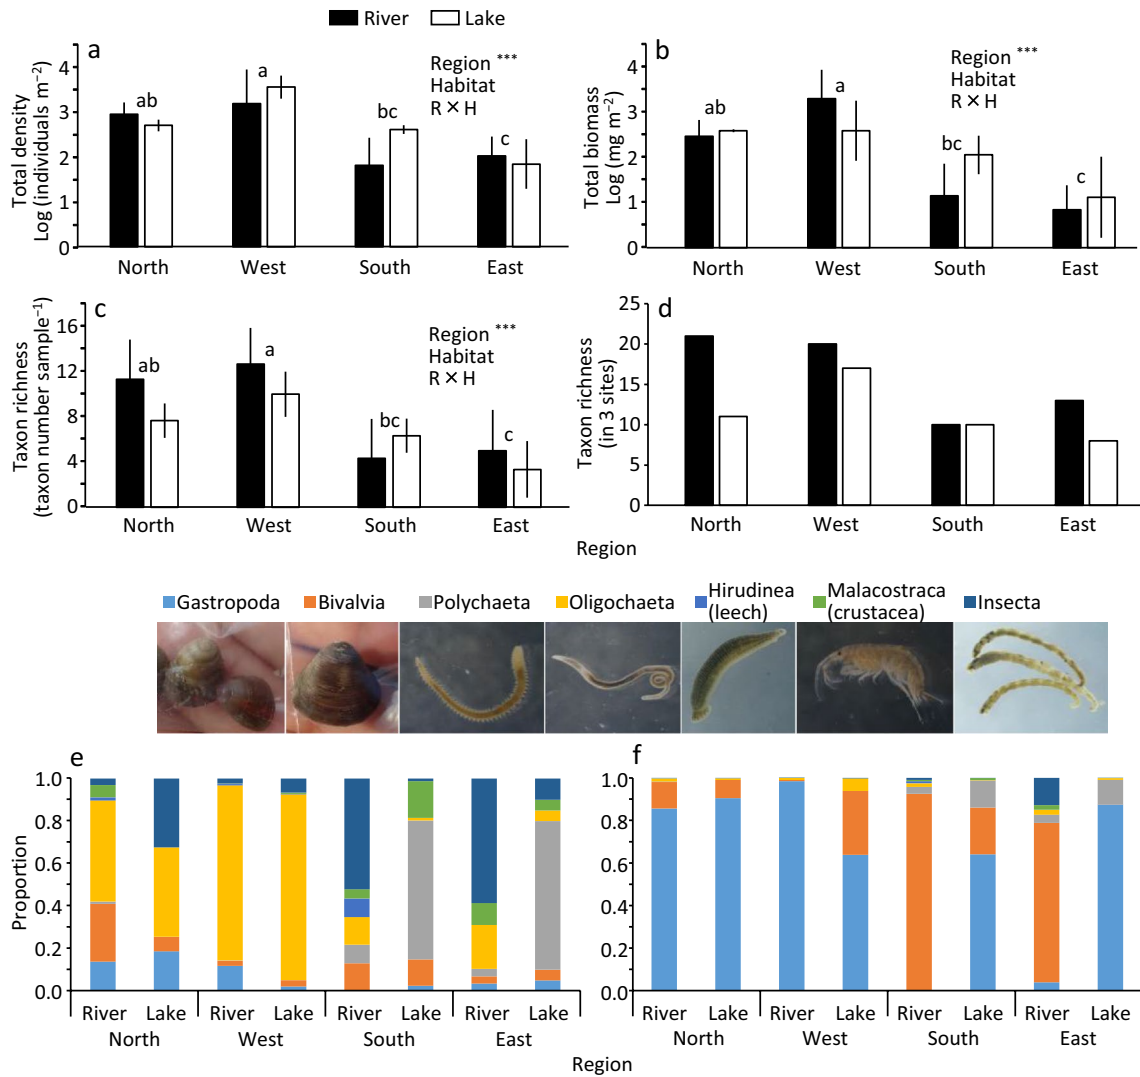 River Lake
a
Total density
Log (individuals m⁻²)
4
3
2
1
0
ab
a
bc
c
Region ***
Habitat
R × H
North West South East
b
Total biomass
Log (mg m⁻²)
4
3
2
1
0
ab
a
bc
c
Region ***
Habitat
R × H
North West South East
c
Taxon richness
(taxon number sample⁻¹)
16
12
8
4
0
ab
a
bc
c
Region ***
Habitat
R × H
North West South East
d
Taxon richness
(in 3 sites)
25
20
15
10
5
0
North West South East
Region
Gastropoda Bivalvia Polychaeta Oligochaeta Hirudinea
(leech) Malacostraca
(crustacea) Insecta
e
Proportion
1.0
0.8
0.6
0.4
0.2
0.0
River Lake River Lake River Lake River Lake
North West South East
f
1.0
0.8
0.6
0.4
0.2
0.0
River Lake River Lake River Lake River Lake
North West South East
Region